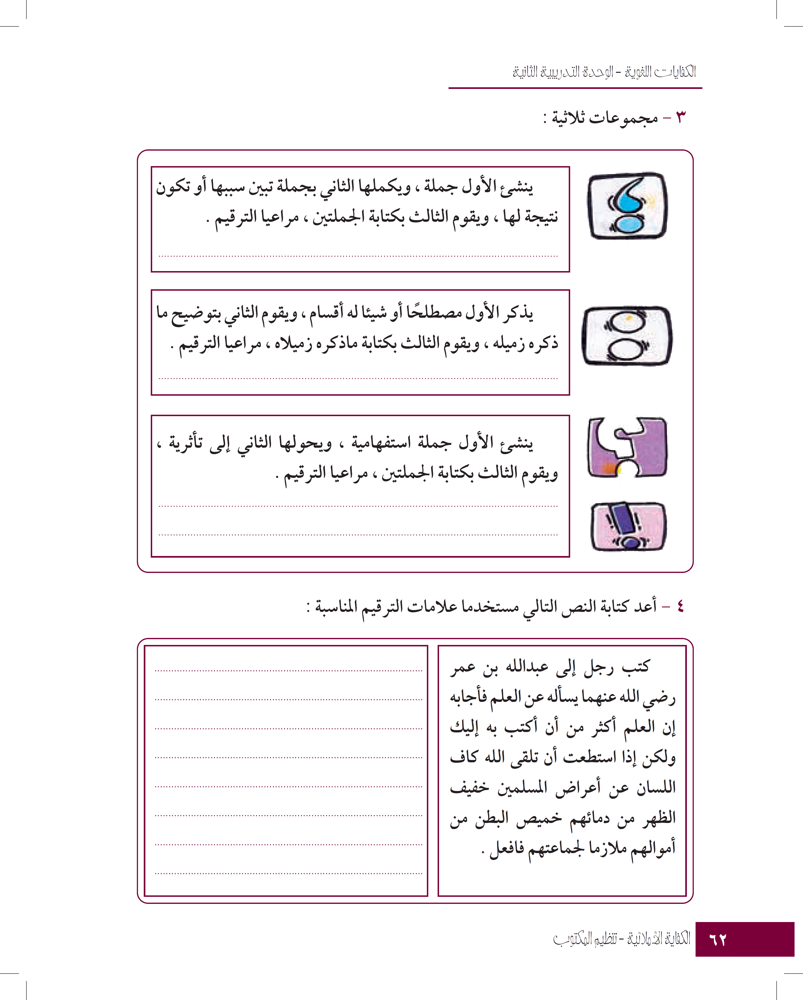 الكفايات اللغوية - الوحدة التدريبية الثانية
٣ - مجموعات ثلاثية :
ينشئ الأول جملة ، ويكملها الثاني بجملة تبين سببها أو تكون
نتيجة لها ، ويقوم الثالث بكتابة الجملتين ، مراعيا الترقيم .
يذكر الأول مصطلحًا أو شيئا له أقسام ، ويقوم الثاني بتوضيح ما
ذكره زميله ، ويقوم الثالث بكتابة ماذكره زميلاه ، مراعيا الترقيم .
ينشئ الأول جملة استفهامية ، ويحولها الثاني إلى تأثرية ،
ويقوم الثالث بكتابة الجملتين ، مراعيا الترقيم .
٤ - أعد كتابة النص التالي مستخدما علامات الترقيم المناسبة :
كتب رجل إلى عبدالله بن عمر
رضي الله عنهما يسأله عن العلم فأجابه
إن العلم أكثر من أن أكتب به إليك
ولكن إذا استطعت أن تلقى الله كاف
اللسان عن أعراض المسلمين خفيف
الظهر من دمائهم خميص البطن من
أموالهم ملازما لجماعتهم فافعل .
الكفاية الأملائية - تنظيم المكتوب
٦٢